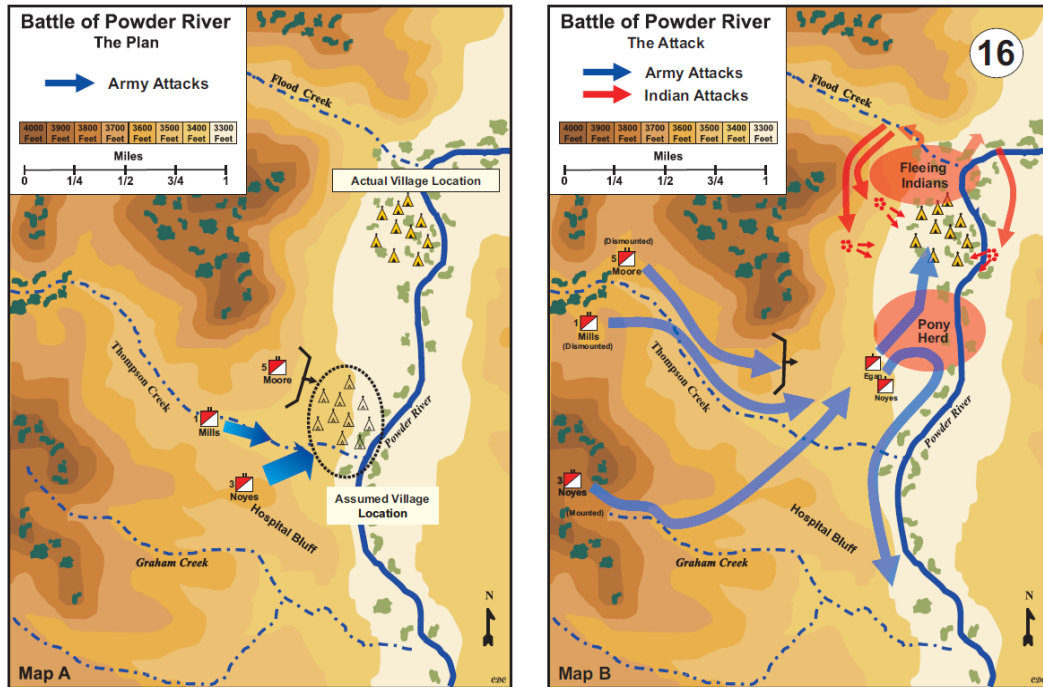 Battle of Powder River
The Plan
Army Attacks
4000 Feet
3900 Feet
3800 Feet
3700 Feet
3600 Feet
3500 Feet
3400 Feet
3300 Feet
Miles
0
1/4
1/2
3/4
1
Flood Creek
Actual Village Location
Thompson Creek
5
Moore
1
Mills
Powder River
3
Noyes
Assumed Village
Location
Hospital Bluff
Graham Creek
N
Map A
CDC
Battle of Powder River
The Attack
Army Attacks
Indian Attacks
4000 Feet
3900 Feet
3800 Feet
3700 Feet
3600 Feet
3500 Feet
3400 Feet
3300 Feet
Miles
0
1/4
1/2
3/4
1
16
Flood Creek
Fleeing
Indians
(Dismounted)
5
Moore
1
Mills
(Dismounted)
Pony
Herd
Thompson Creek
Egan
Noyes
Powder River
3
Noyes
(Mounted)
Hospital Bluff
Graham Creek
N
Map B
CDC